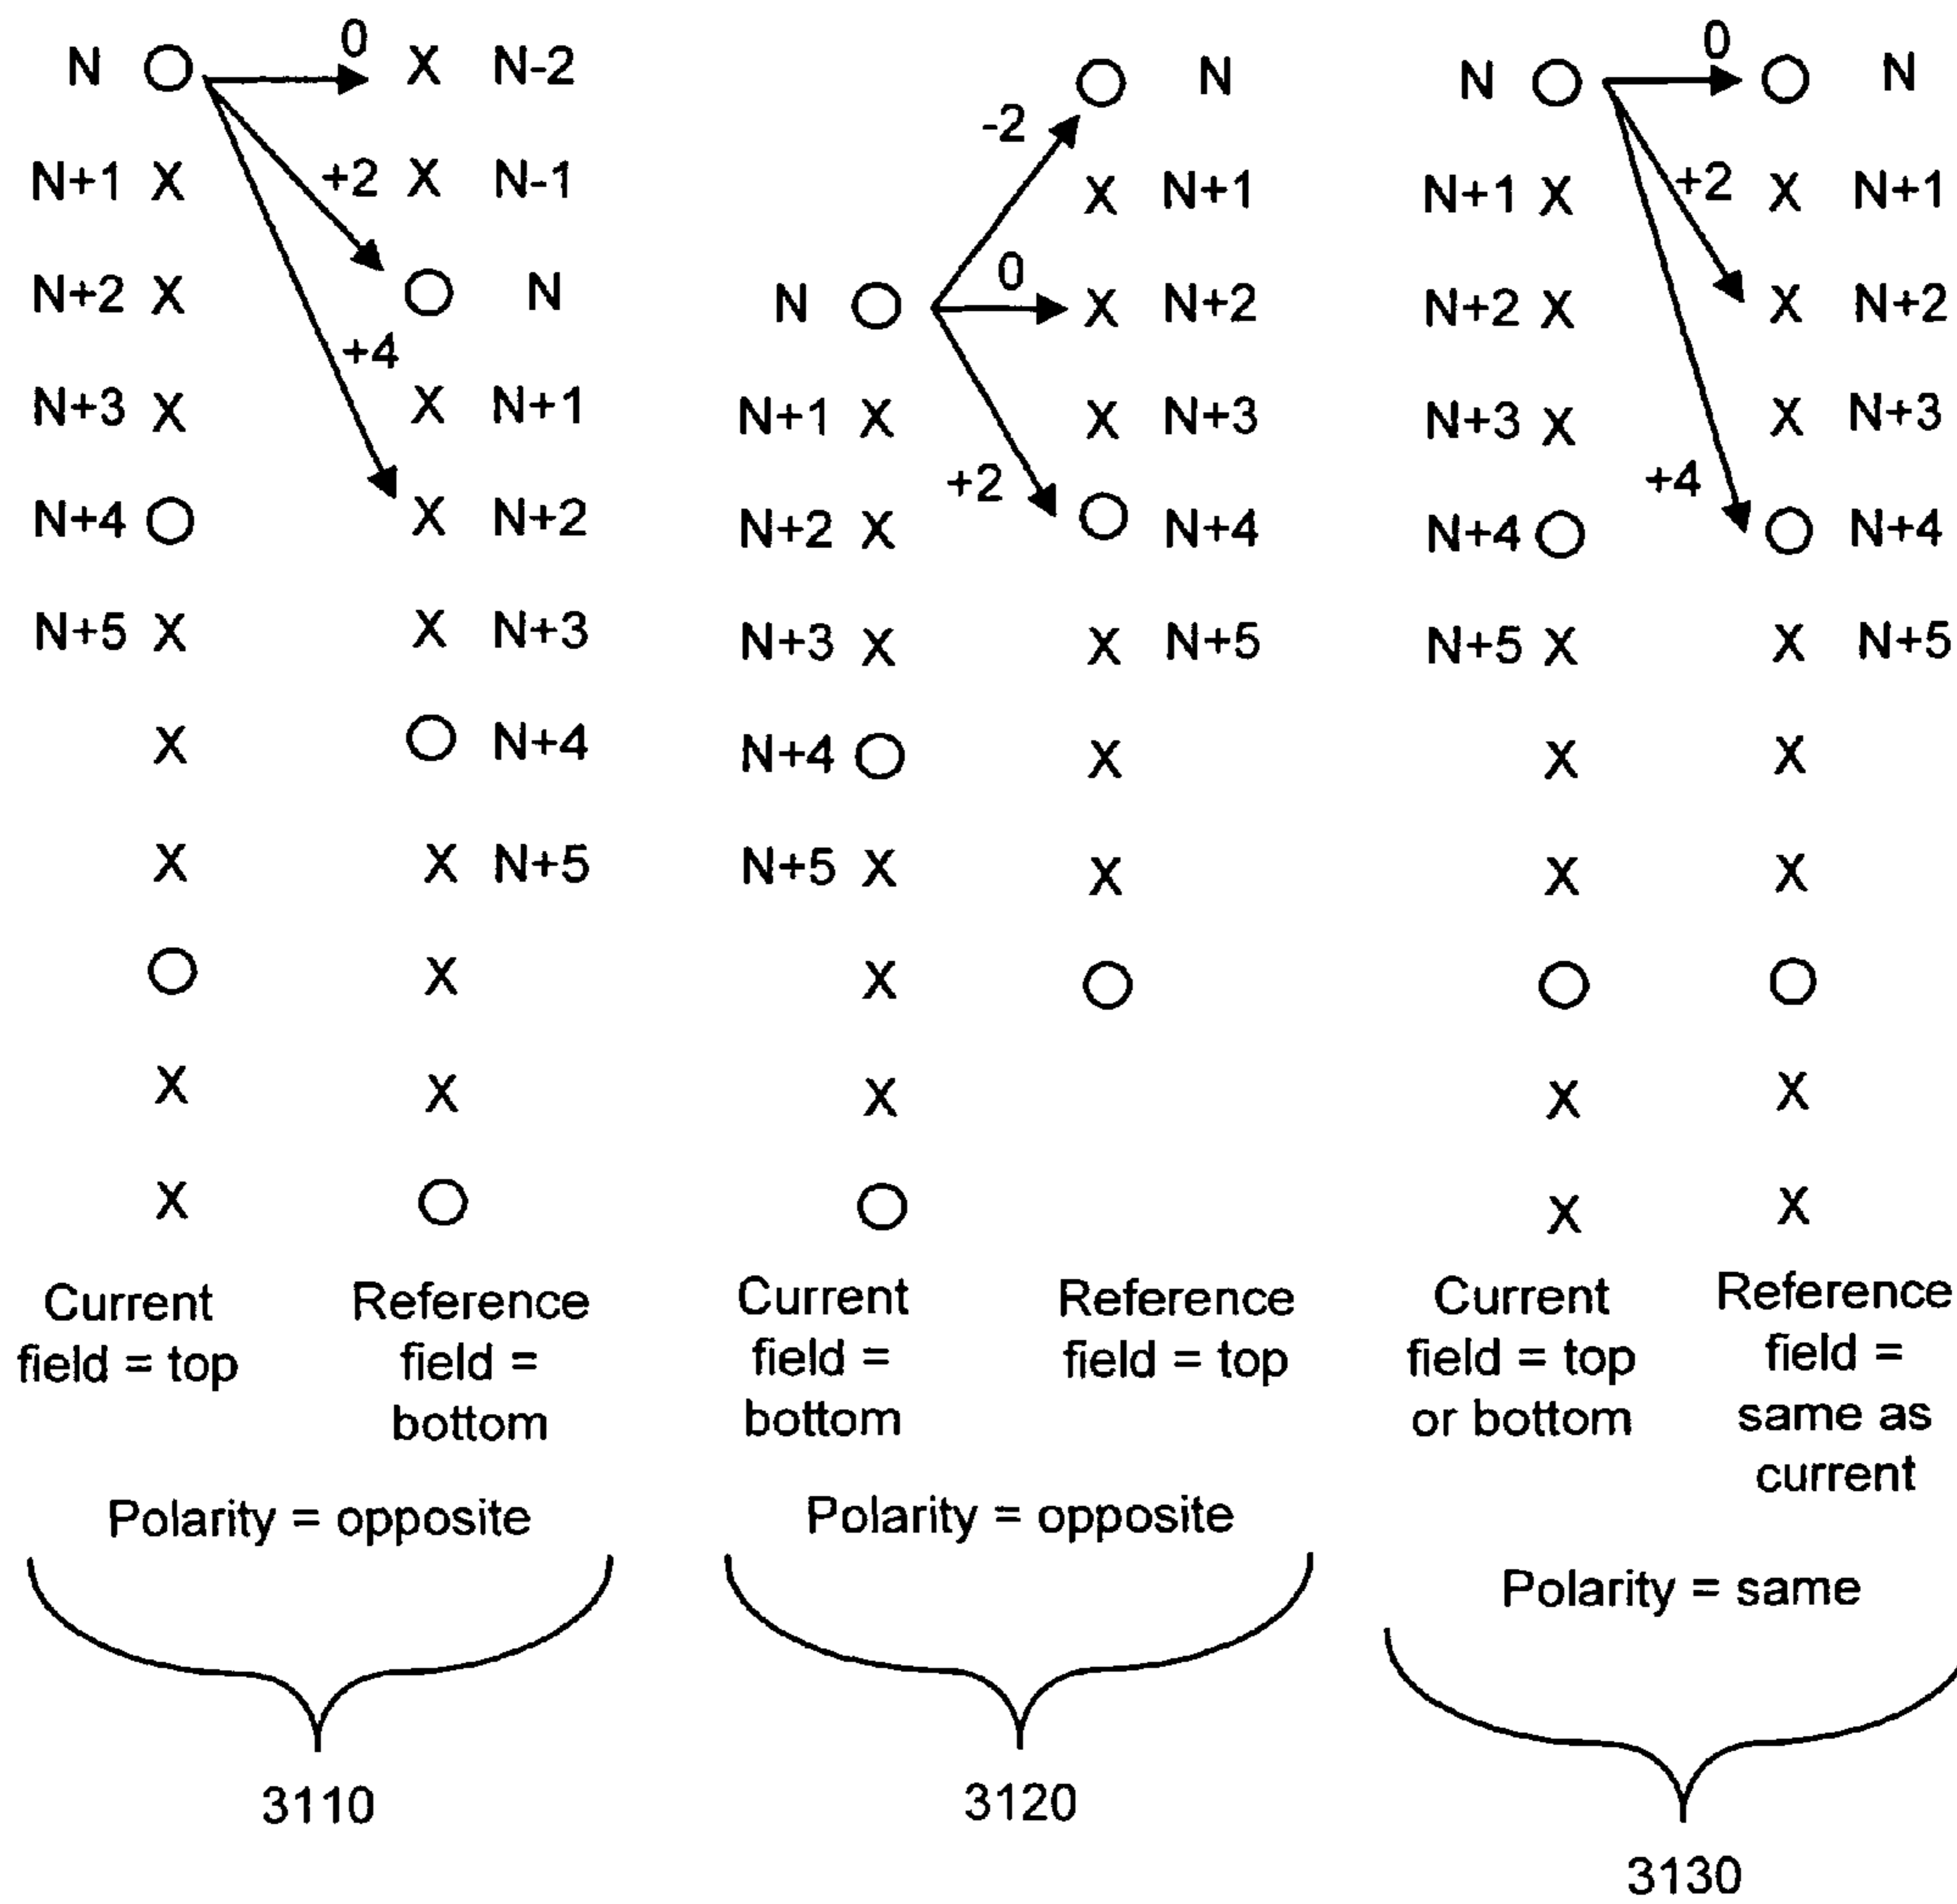 N O 0 X N-2
N+1 X +2 X N-1
N+2 X O N
+4
N+3 X X N+1
N+4 O X N+2
N+5 X X N+3
X O N+4
X X N+5
O X
X X
X O
Current field = top
Reference field = bottom
Polarity = opposite
3110
O N
-2
X N+1
0
N O X N+2
N+1 X X N+3
+2
N+2 X O N+4
N+3 X X N+5
N+4 O X
N+5 X X
X O
X
O
Current field = bottom
Reference field = top
Polarity = opposite
3120
N O 0 O N
N+1 X +2 X N+1
N+2 X X N+2
N+3 X X N+3
+4
N+4 O O N+4
N+5 X X N+5
X X
X X
O O
X X
X X
Current field = top or bottom
Reference field = same as current
Polarity = same
3130